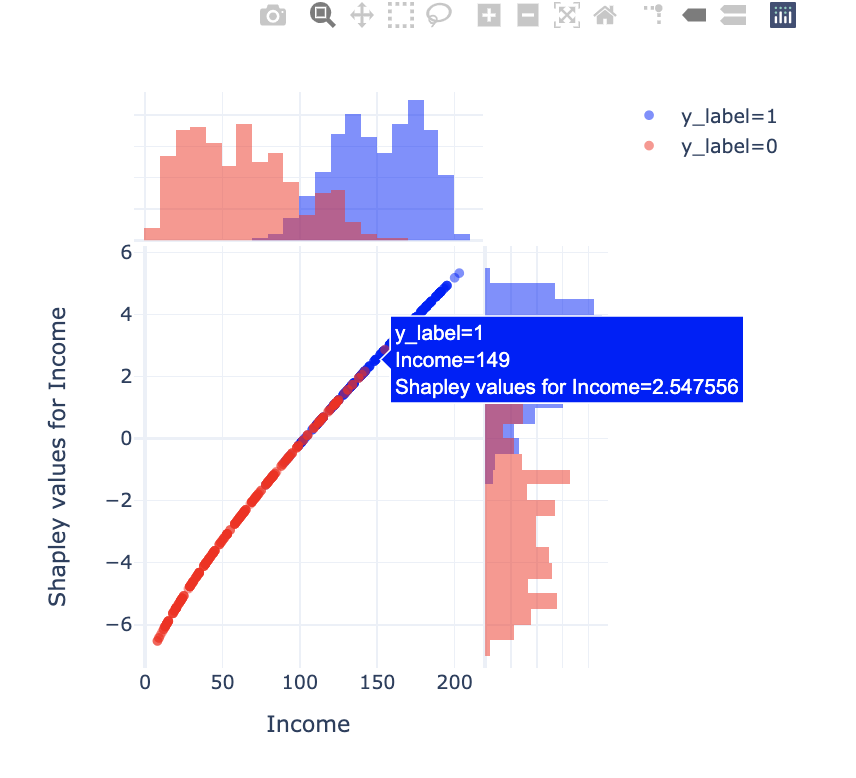 y_label=1
y_label=0
6
4
2
0
−2
−4
−6
Shapley values for Income
y_label=1
Income=149
Shapley values for Income=2.547556
0 50 100 150 200
Income